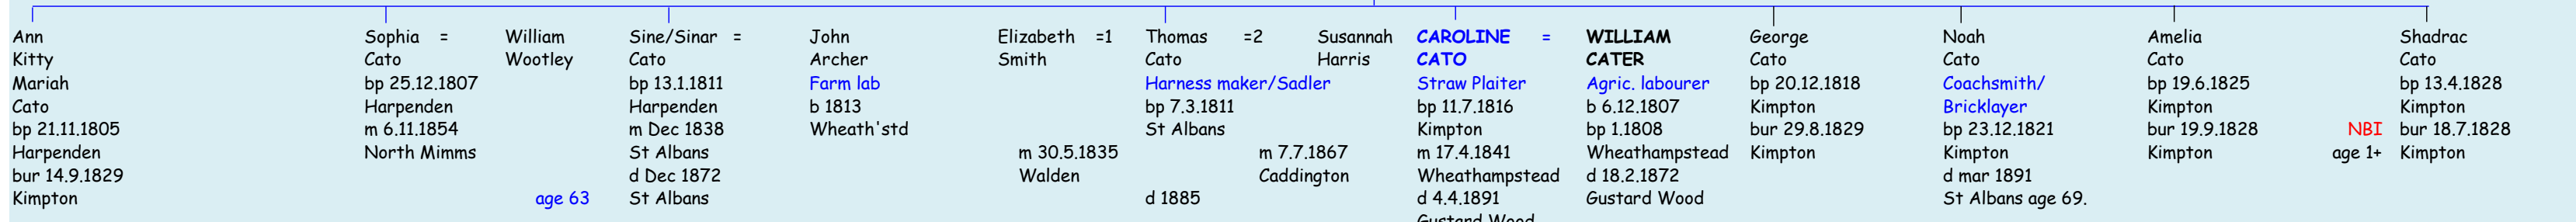 Ann
Kitty
Mariah
Cato
bp 21.11.1805
Harpenden
bur 14.9.1829
Kimpton
Sophia =
Cato
bp 25.12.1807
Harpenden
m 6.11.1854
North Mimms
William
Wootley
age 63
Sine/Sinar =
Cato
bp 13.1.1811
Harpenden
m Dec 1838
St Albans
d Dec 1872
St Albans
John
Archer
Farm lab
b 1813
Wheath'std
Elizabeth =1
Smith
m 30.5.1835
Walden
Thomas =2
Cato
Harness maker/Sadler
bp 7.3.1811
St Albans
d 1885
Susannah
Harris
m 7.7.1867
Caddington
CAROLINE =
CATO
Straw Plaiter
bp 11.7.1816
Kimpton
m 17.4.1841
Wheathampstead
d 4.4.1891
Gustard Wood
WILLIAM
CATER
Agric. labourer
b 6.12.1807
bp 1.1808
Wheathampstead
d 18.2.1872
Gustard Wood
George
Cato
bp 20.12.1818
Kimpton
bur 29.8.1829
Kimpton
Noah
Cato
Coachsmith/
Bricklayer
bp 23.12.1821
Kimpton
d mar 1891
St Albans age 69.
Amelia
Cato
bp 19.6.1825
Kimpton
bur 19.9.1828
Kimpton
NBI
age 1+
Shadrac
Cato
bp 13.4.1828
Kimpton
bur 18.7.1828
Kimpton